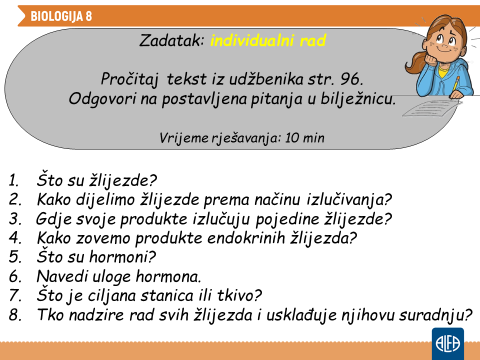 BIOLOGIJA 8
Zadatak: individualni rad
Pročitaj tekst iz udžbenika str. 96.
Odgovori na postavljena pitanja u bilježnicu.
Vrijeme rješavanja: 10 min
1. Što su žlijezde?
2. Kako dijelimo žlijezde prema načinu izlučivanja?
3. Gdje svoje produkte izlučuju pojedine žlijezde?
4. Kako zovemo produkte endokrinih žlijezda?
5. Što su hormoni?
6. Navedi uloge hormona.
7. Što je ciljana stanica ili tkivo?
8. Tko nadzire rad svih žlijezda i usklađuje njihovu suradnju?
ALFA